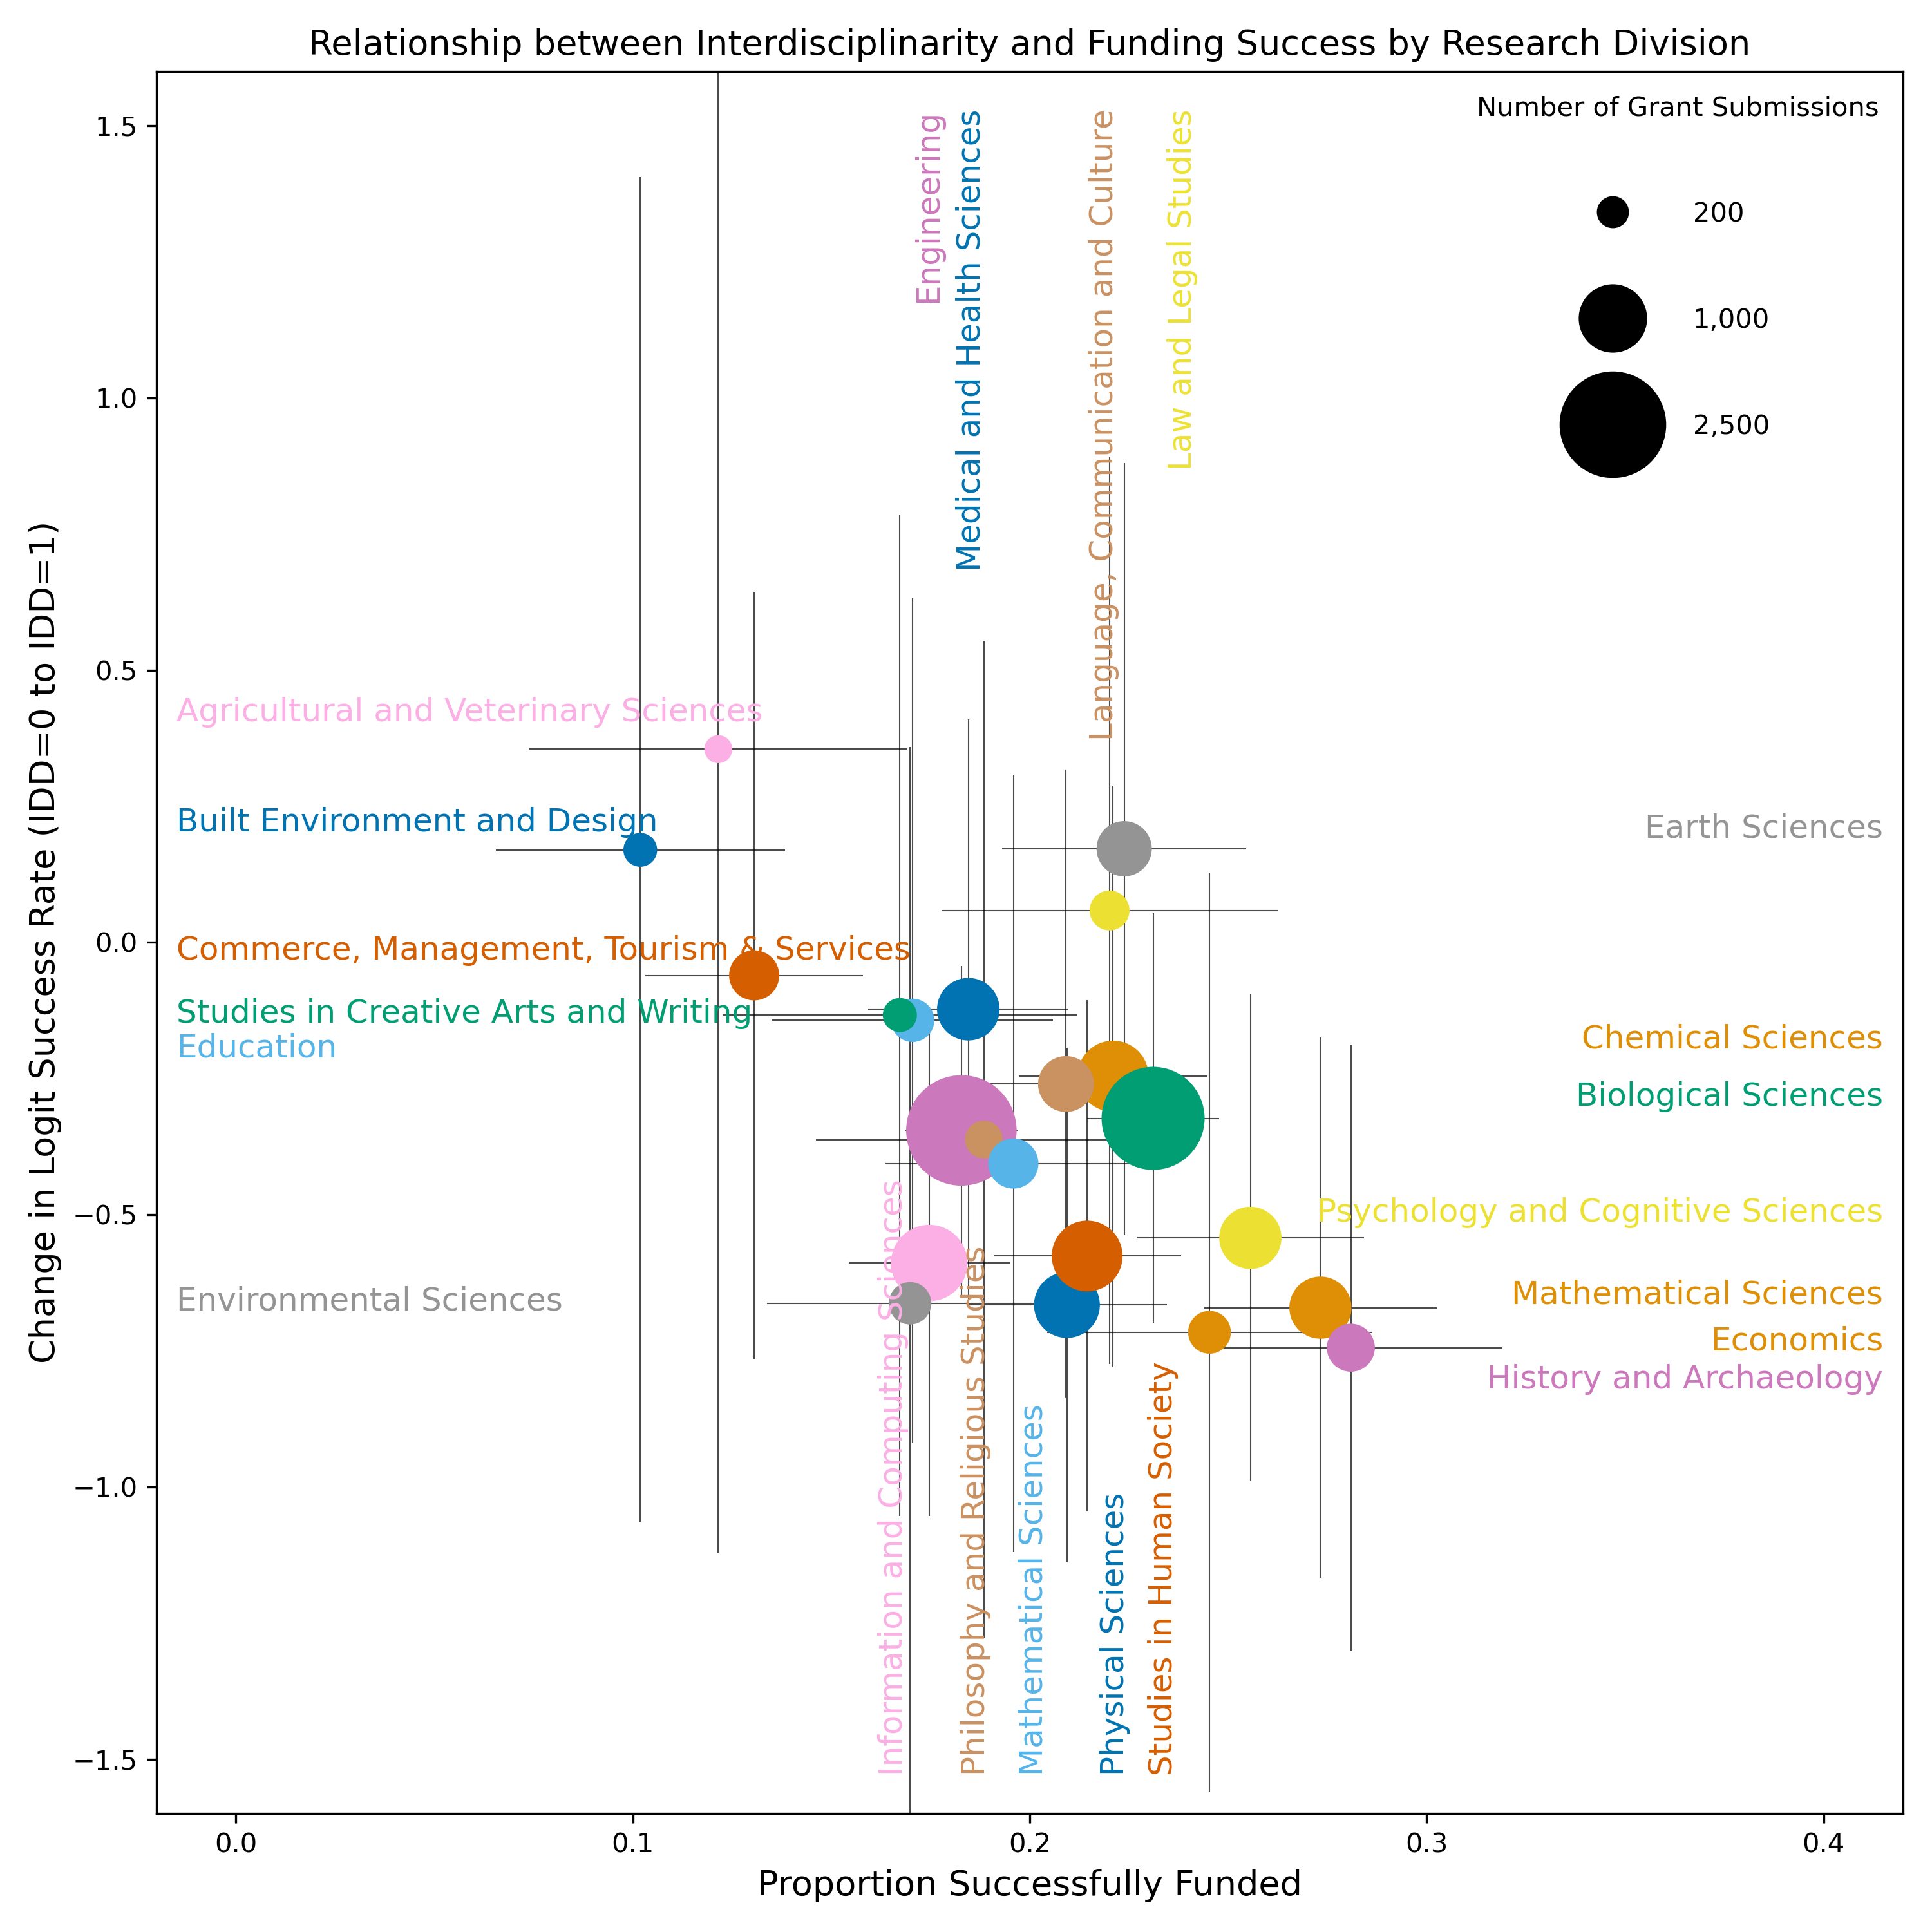 Relationship between Interdisciplinarity and Funding Success by Research Division
Number of Grant Submissions
200
1,000
2,500
Engineering
Medical and Health Sciences
Language, Communication and Culture
Law and Legal Studies
Agricultural and Veterinary Sciences
Built Environment and Design
Earth Sciences
Commerce, Management, Tourism & Services
Studies in Creative Arts and Writing
Education
Chemical Sciences
Biological Sciences
Psychology and Cognitive Sciences
Environmental Sciences
Mathematical Sciences
Economics
History and Archaeology
Information and Computing Sciences
Philosophy and Religious Studies
Mathematical Sciences
Physical Sciences
Studies in Human Society
Change in Logit Success Rate (IDD=0 to IDD=1)
1.5
1.0
0.5
0.0
−0.5
−1.0
−1.5
0.0
0.1
0.2
0.3
0.4
Proportion Successfully Funded